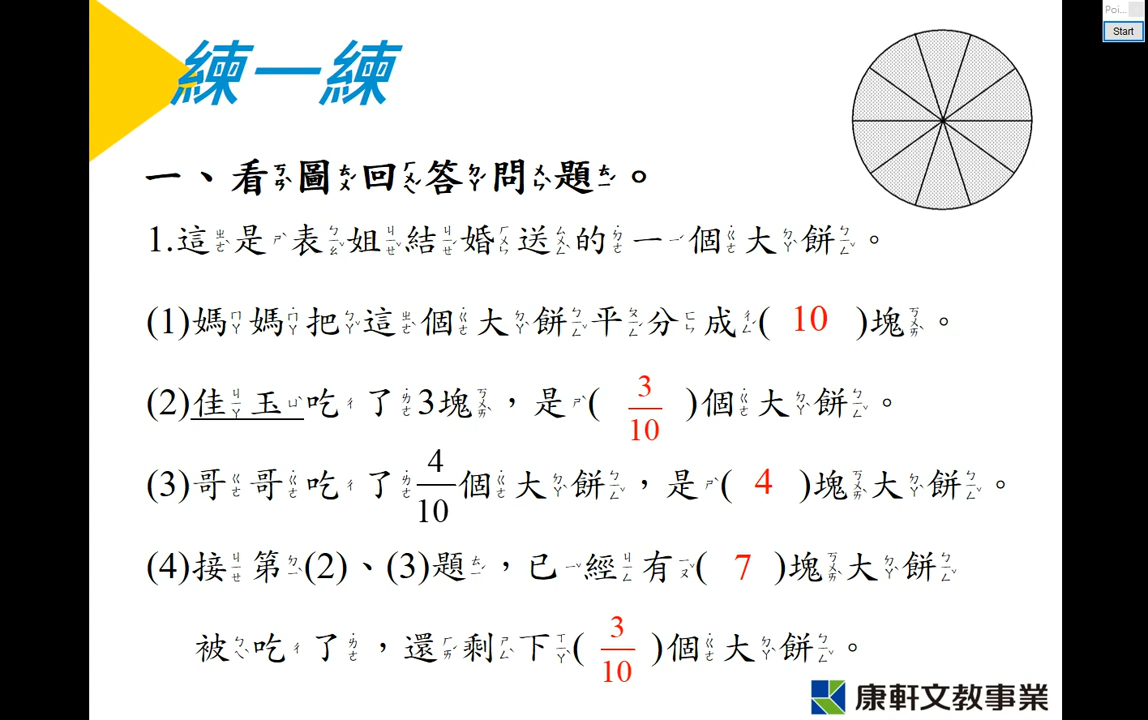 Poi...
Start
練一練
一、看圖回答問題。
1.這是表姐結婚送的一個大餅。
(1)媽媽把這個大餅平分成( 10 )塊。
(2)佳玉吃了3塊，是( 3/10 )個大餅。
(3)哥哥吃了4/10個大餅，是( 4 )塊大餅。
(4)接第(2)、(3)題，已經有( 7 )塊大餅
被吃了，還剩下( 3/10 )個大餅。
康軒文教事業